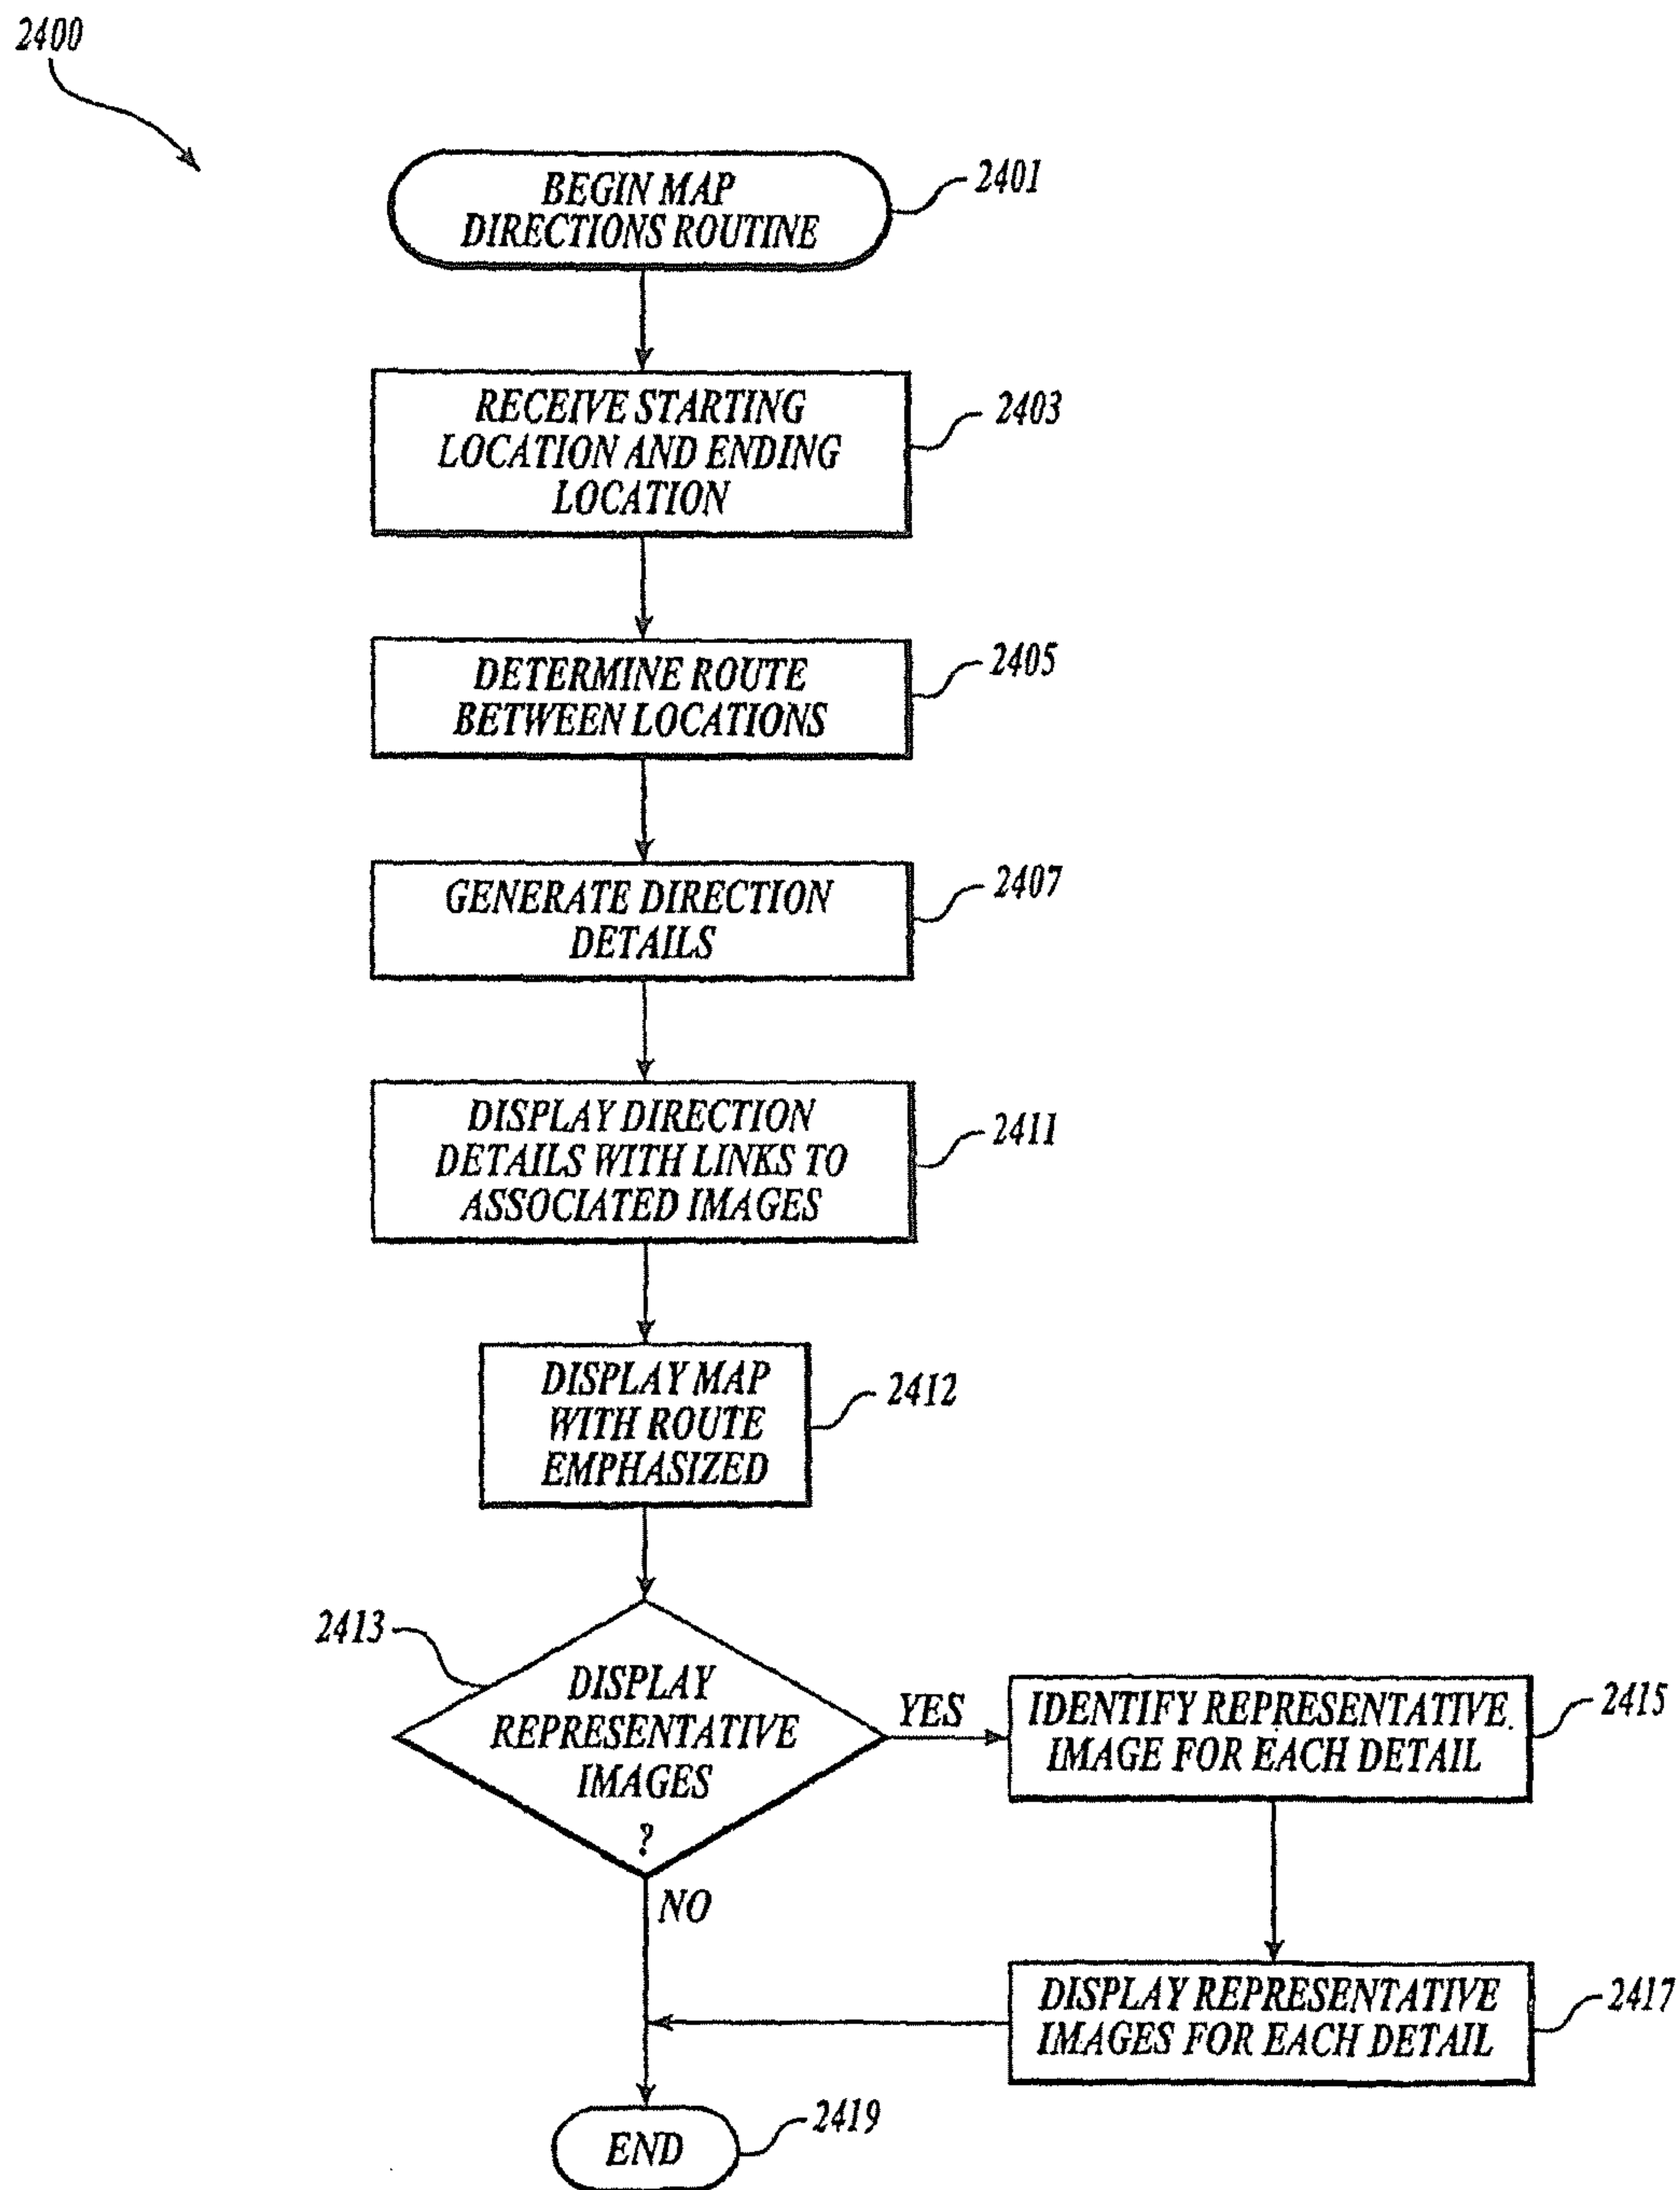 2400
BEGIN MAP
DIRECTIONS ROUTINE
2401
RECEIVE STARTING
LOCATION AND ENDING
LOCATION
2403
DETERMINE ROUTE
BETWEEN LOCATIONS
2405
GENERATE DIRECTION
DETAILS
2407
DISPLAY DIRECTION
DETAILS WITH LINKS TO
ASSOCIATED IMAGES
2411
DISPLAY MAP
WITH ROUTE
EMPHASIZED
2412
2413
DISPLAY
REPRESENTATIVE
IMAGES
?
YES
NO
IDENTIFY REPRESENTATIVE
IMAGE FOR EACH DETAIL
2415
DISPLAY REPRESENTATIVE
IMAGES FOR EACH DETAIL
2417
END
2419